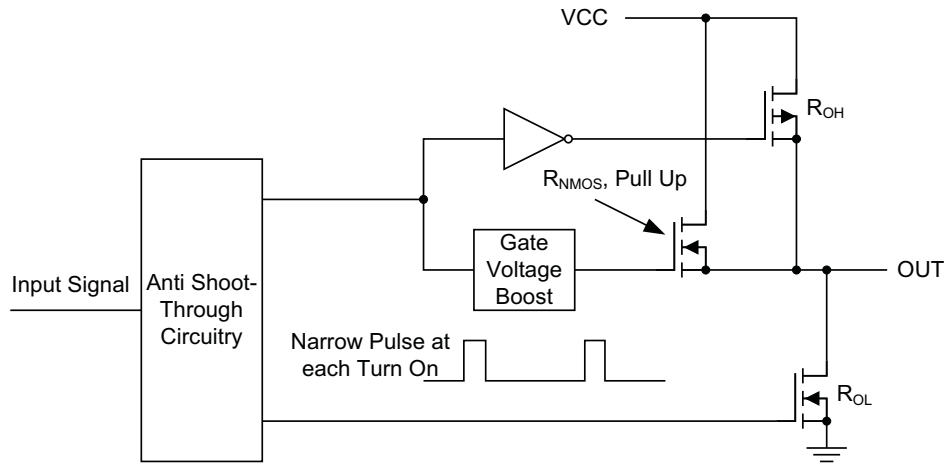 VCC
R_OH
R_NMOS, Pull Up
Gate
Voltage
Boost
OUT
Input Signal
Anti Shoot-
Through
Circuitry
Narrow Pulse at
each Turn On
R_OL